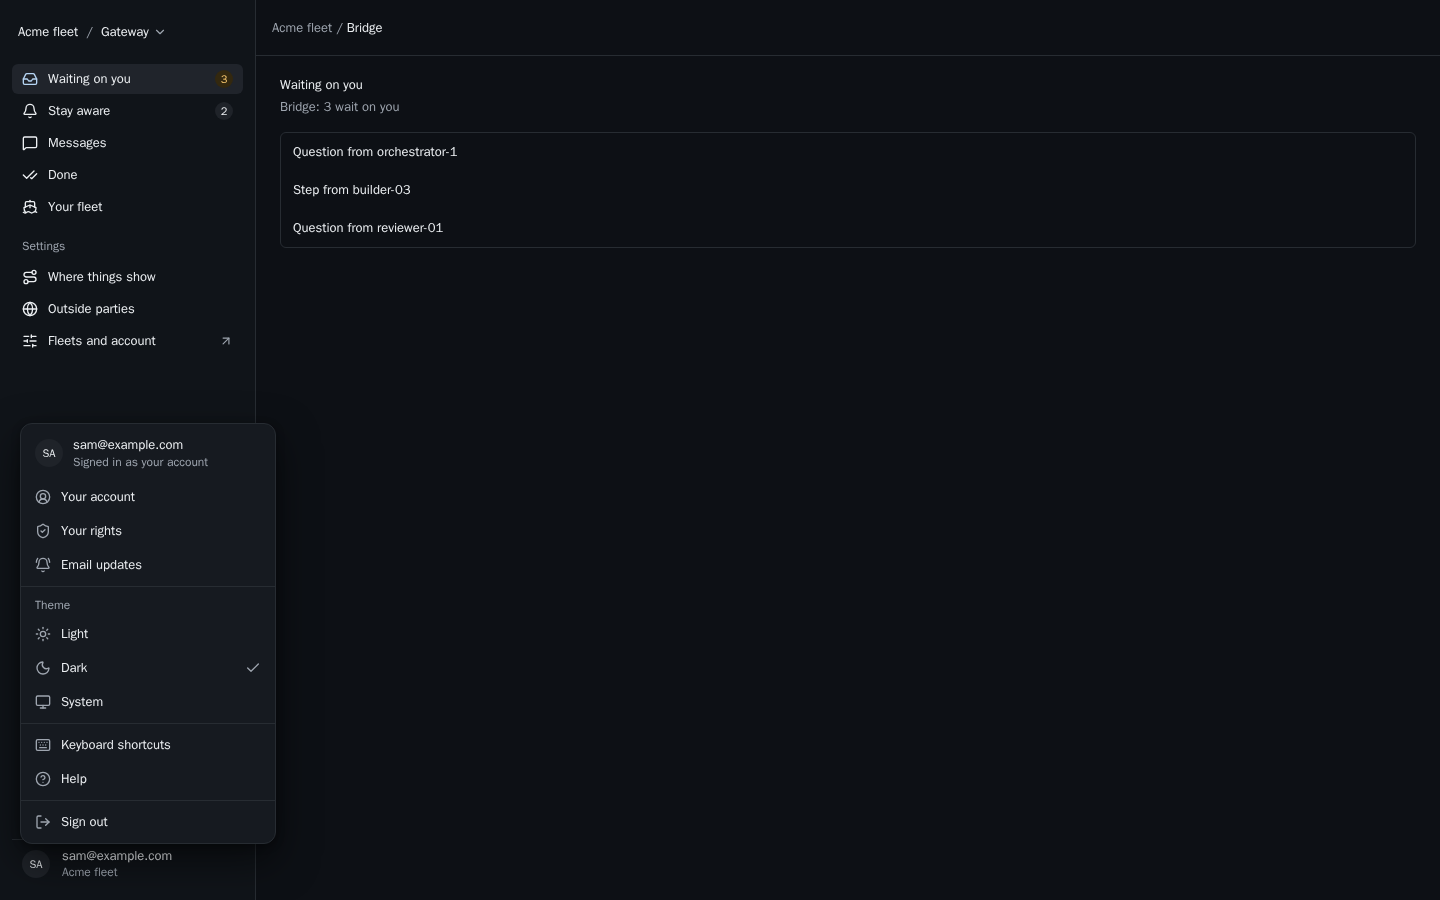 Acme fleet / Gateway
Waiting on you 3
Stay aware 2
Messages
Done
Your fleet
Settings
Where things show
Outside parties
Fleets and account
SA
sam@example.com
Signed in as your account
Your account
Your rights
Email updates
Theme
Light
Dark
System
Keyboard shortcuts
Help
Sign out
SA
sam@example.com
Acme fleet
Acme fleet / Bridge
Waiting on you
Bridge: 3 wait on you
Question from orchestrator-1
Step from builder-03
Question from reviewer-01